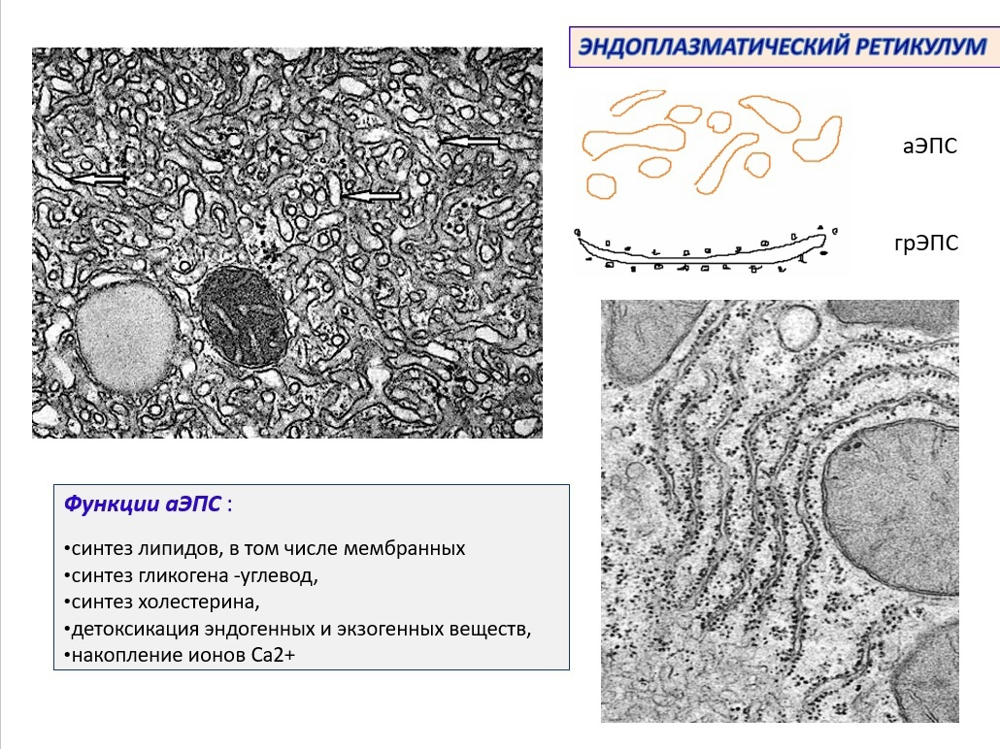 ЭНДОПЛАЗМАТИЧЕСКИЙ РЕТИКУЛУМ
аЭПС
грЭПС
Функции аЭПС :
•синтез липидов, в том числе мембранных
•синтез гликогена -углевод,
•синтез холестерина,
•детоксикация эндогенных и экзогенных веществ,
•накопление ионов Са2+